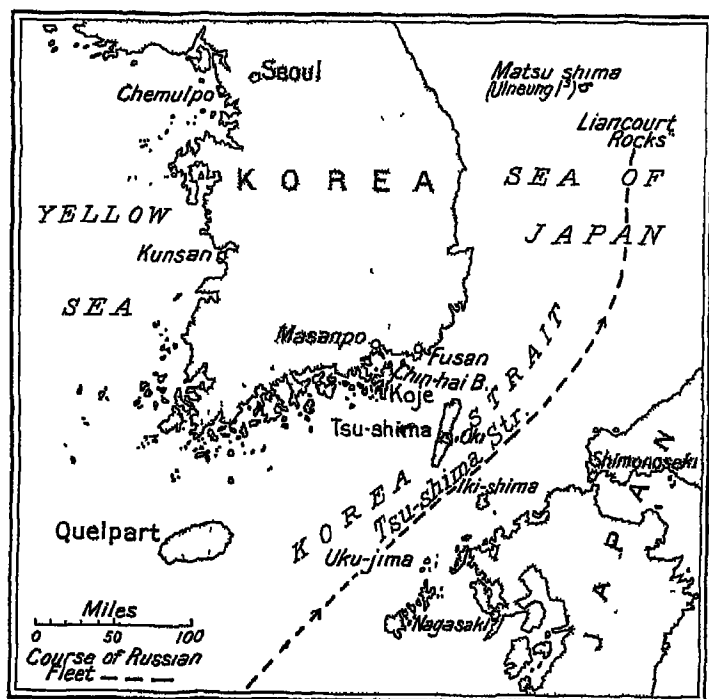 Seoul
Chemulpo
Matsu shima
(Ulneung Iˢ)
Liancourt
Rocks
KOREA
SEA OF
JAPAN
YELLOW
SEA
Kunsan
Masanpo
Fusan
Chin-hai B.
Koje
Tsu-shima
Oki
KOREA STRAIT
Tsu-shima Str.
Iki-shima
Shimonoseki
JAPAN
Quelpart
Uku-jima
Nagasaki
Miles
0 50 100
Course of Russian
Fleet